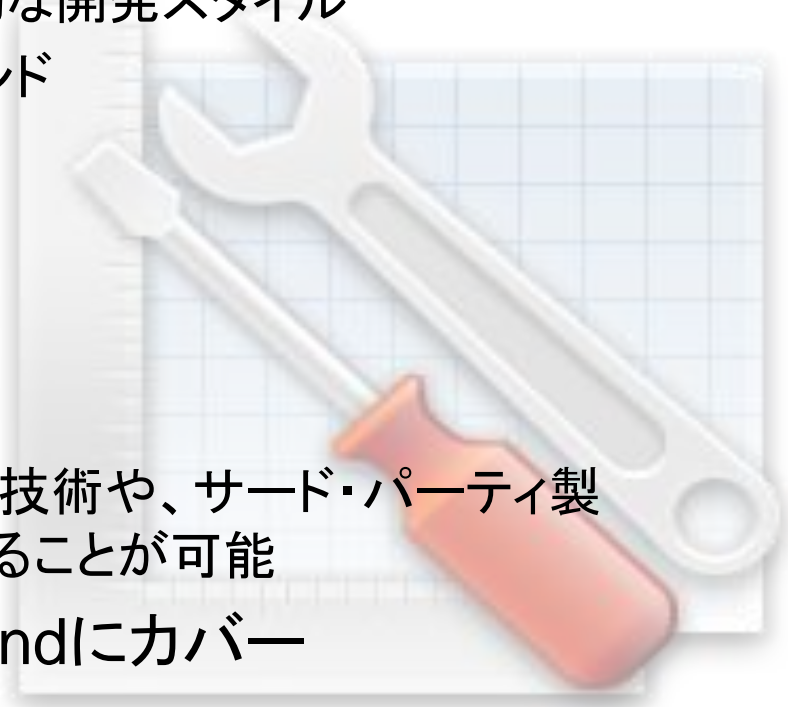 な開発スタイル
ンド
技術や、サード・パーティ製
ることが可能
ndにカバー